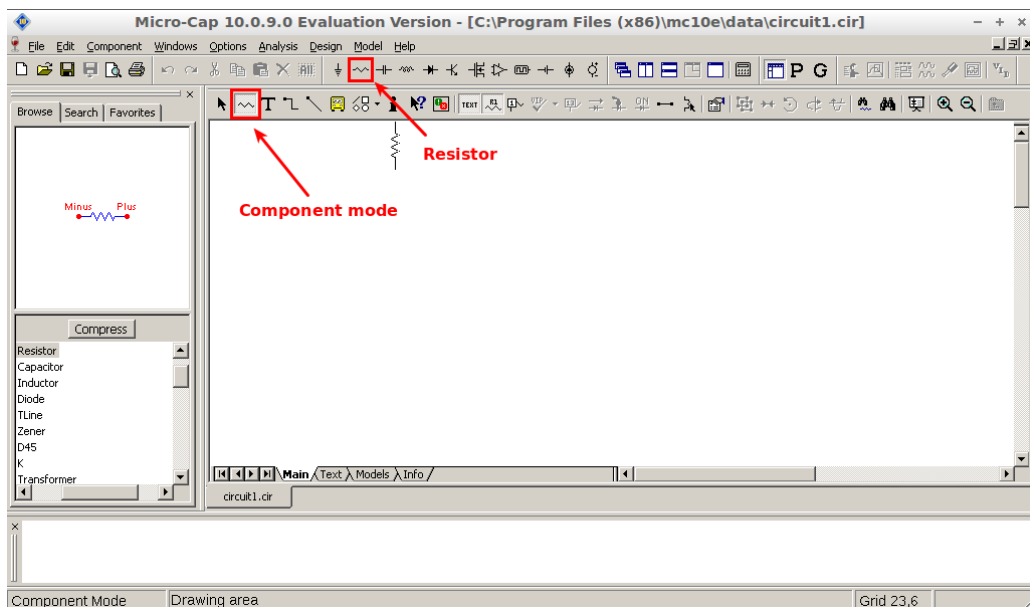 Micro-Cap 10.0.9.0 Evaluation Version - [C:\Program Files (x86)\mc10e\data\circuit1.cir]
File Edit Component Windows Options Analysis Design Model Help
P G
Browse Search Favorites
T TEXT
Resistor
Component mode
Minus Plus
Compress
Resistor
Capacitor
Inductor
Diode
TLine
Zener
D45
K
Transformer
Main Text Models Info
circuit1.cir
Component Mode Drawing area Grid 23,6